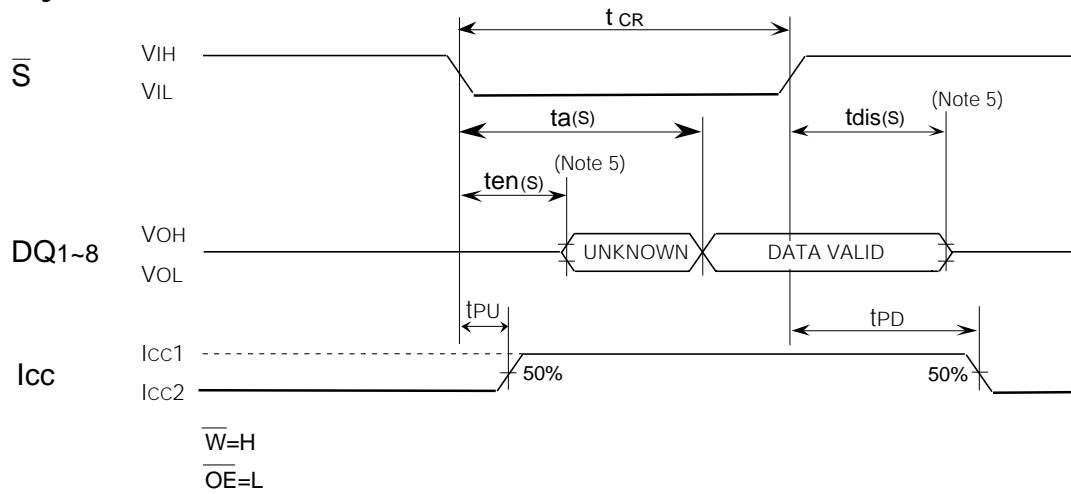 t CR
S̅
VIH
VIL
ta(S)
tdis(S)
(Note 5)
ten(S)
(Note 5)
DQ1~8
VOH
VOL
UNKNOWN
DATA VALID
tPU
tPD
Icc
Icc1
Icc2
50%
50%
W̅=H
O̅E̅=L